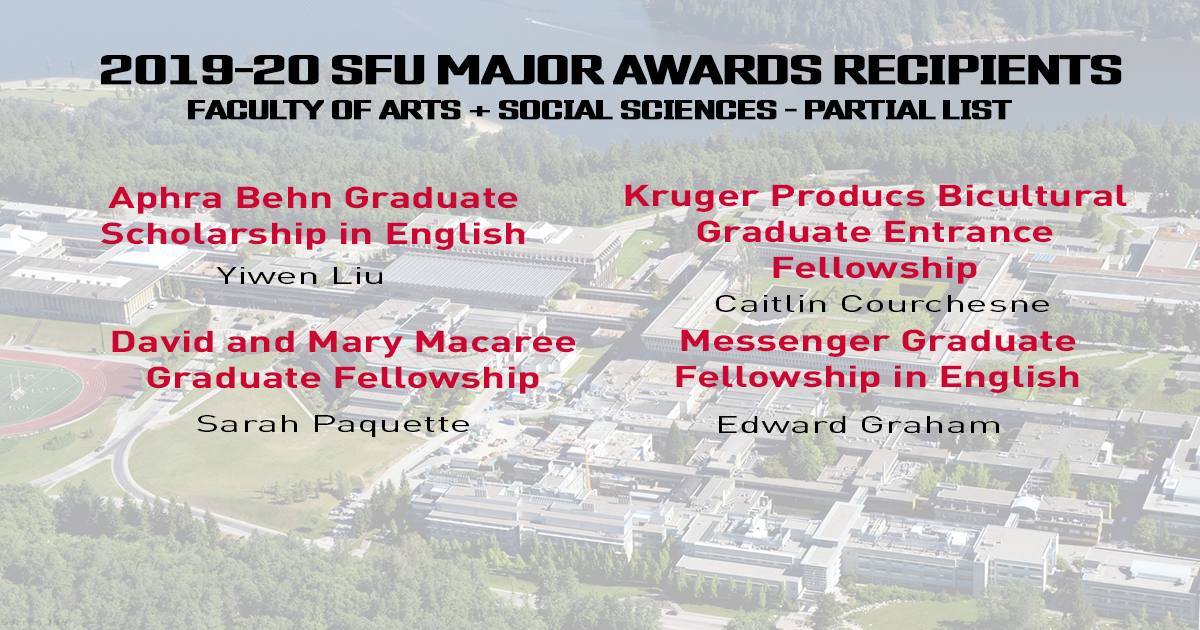 2019-20 SFU MAJOR AWARDS RECIPIENTS
FACULTY OF ARTS + SOCIAL SCIENCES - PARTIAL LIST
Aphra Behn Graduate
Scholarship in English
Yiwen Liu
David and Mary Macaree
Graduate Fellowship
Sarah Paquette
Kruger Producs Bicultural
Graduate Entrance
Fellowship
Caitlin Courchesne
Messenger Graduate
Fellowship in English
Edward Graham